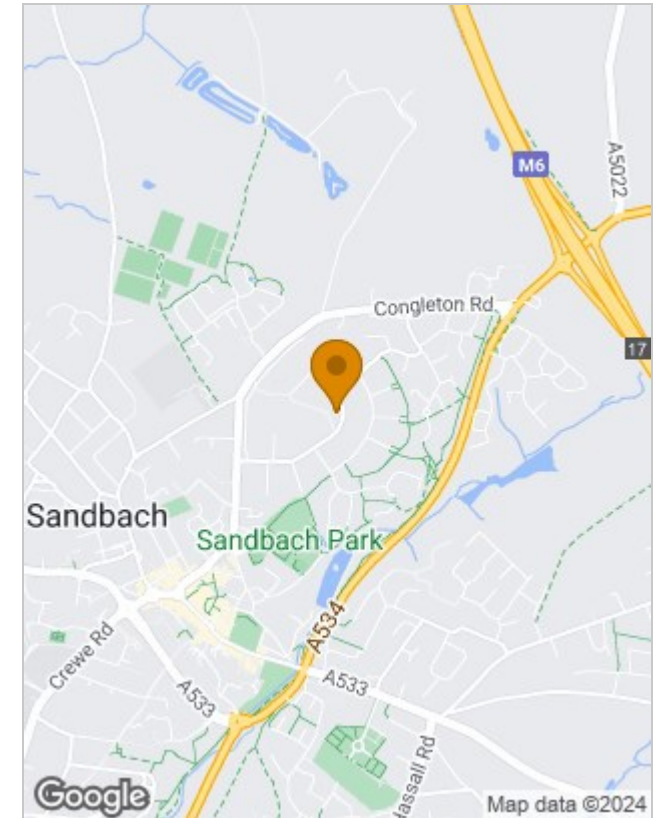 M6
A5022
Congleton Rd
17
Sandbach
Sandbach Park
A534
Crewe Rd
A533
A533
Hassall Rd
Google
Map data ©2024